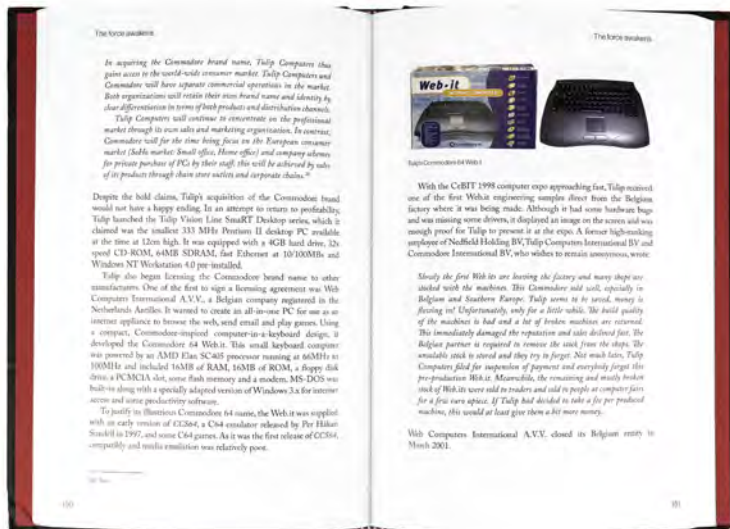 The force awakens
In acquiring the Commodore brand name, Tulip Computers thus
gains access to the world-wide consumer market. Tulip Computers and
Commodore will have separate commercial operations in the market.
Both organizations will retain their own brand name and identity by
clear differentiation in terms of both products and distribution channels.
Tulip Computers will continue to concentrate on the professional
market through its own sales and marketing organization. In contrast,
Commodore will for the time being focus on the European consumer
market (SoHo market: Small office, Home office) and company schemes
for private purchase of PCs by their staff; this will be achieved by sales
of its products through chain store outlets and corporate chains.
Despite the bold claims, Tulip's acquisition of the Commodore brand
would not have a happy ending. In an attempt to return to profitability,
Tulip launched the Tulip Vision Line SmaRT Desktop series, which it
claimed was the smallest 333 MHz Pentium II desktop PC available
at the time at 12cm high. It was equipped with a 4GB hard drive, 32x
speed CD-ROM, 64MB SDRAM, fast Ethernet at 10/100MB/s and
Windows NT Workstation 4.0 pre-installed.
Tulip also began licensing the Commodore brand name to other
manufacturers. One of the first to sign a licensing agreement was Web
Computers International A.V.V., a Belgian company registered in the
Netherlands Antilles. It wanted to create an all-in-one PC for use as an
internet appliance to browse the web, send email and play games. Using
a compact, Commodore-inspired computer-in-a-keyboard design, it
developed the Commodore 64 Web.it. This small keyboard computer
was powered by an AMD Elan SC405 processor running at 66MHz to
100MHz and included 16MB of RAM, 16MB of ROM, a floppy disk
drive, a PCMCIA slot, some flash memory and a modem. MS-DOS was
built-in along with a specially adapted version of Windows 3.x for internet
access and some productivity software.
To justify its illustrious Commodore 64 name, the Web.it was supplied
with an early version of CCS64, a C64 emulator released by Per Håkan
Sundell in 1997, and some C64 games. As it was the first release of CCS64,
compatibly and media emulation was relatively poor.
The force awakens
Web•it
Tulip's Commodore 64 Web.it
With the CeBIT 1998 computer expo approaching fast, Tulip received
one of the first Web.it engineering samples direct from the Belgian
factory where it was being made. Although it had some hardware bugs
and was missing some drivers, it displayed an image on the screen and was
enough proof for Tulip to present it at the expo. A former high-ranking
employee of Nedfield Holding BV, Tulip Computers International BV and
Commodore International BV, who wishes to remain anonymous, wrote:
Shortly the first Web.its are leaving the factory and many shops are
stocked with the machines. This Commodore sold well, especially in
Belgium and Southern Europe. Tulip seems to be saved, money is
flowing in! Unfortunately, only for a little while. The build quality
of the machines is bad and a lot of broken machines are returned.
This immediately damaged the reputation and sales declined fast. The
Belgian partner is required to remove the stock from the shops. The
unsalable stock is stored and they try to forget. Not much later, Tulip
Computers filed for suspension of payment and everybody forgot this
pre-production Web.it. Meanwhile, the remaining and mostly broken
stock of Web.its were sold to traders and sold to people at computer fairs
for a few euro apiece. If Tulip had decided to take a fee per produced
machine, this would at least give them a bit more money.
Web Computers International A.V.V. closed its Belgium entity in
March 2001.